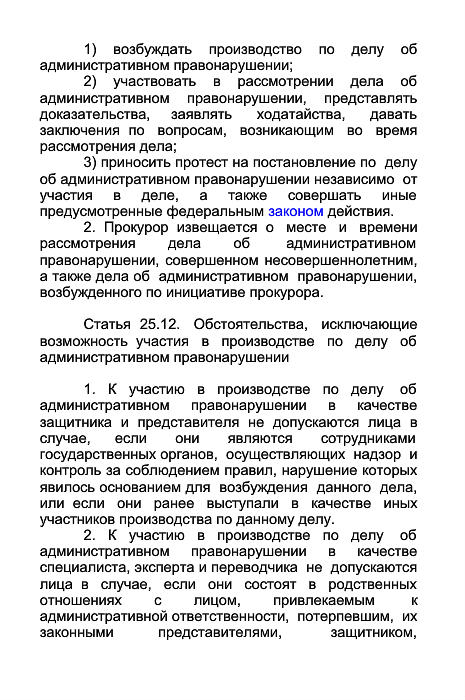 1) возбуждать производство по делу об
административном правонарушении;
2) участвовать в рассмотрении дела об
административном правонарушении, представлять
доказательства, заявлять ходатайства, давать
заключения по вопросам, возникающим во время
рассмотрения дела;
3) приносить протест на постановление по делу
об административном правонарушении независимо от
участия в деле, а также совершать иные
предусмотренные федеральным законом действия.
2. Прокурор извещается о месте и времени
рассмотрения дела об административном
правонарушении, совершенном несовершеннолетним,
а также дела об административном правонарушении,
возбужденного по инициативе прокурора.
Статья 25.12. Обстоятельства, исключающие
возможность участия в производстве по делу об
административном правонарушении
1. К участию в производстве по делу об
административном правонарушении в качестве
защитника и представителя не допускаются лица в
случае, если они являются сотрудниками
государственных органов, осуществляющих надзор и
контроль за соблюдением правил, нарушение которых
явилось основанием для возбуждения данного дела,
или если они ранее выступали в качестве иных
участников производства по данному делу.
2. К участию в производстве по делу об
административном правонарушении в качестве
специалиста, эксперта и переводчика не допускаются
лица в случае, если они состоят в родственных
отношениях с лицом, привлекаемым к
административной ответственности, потерпевшим, их
законными представителями, защитником,